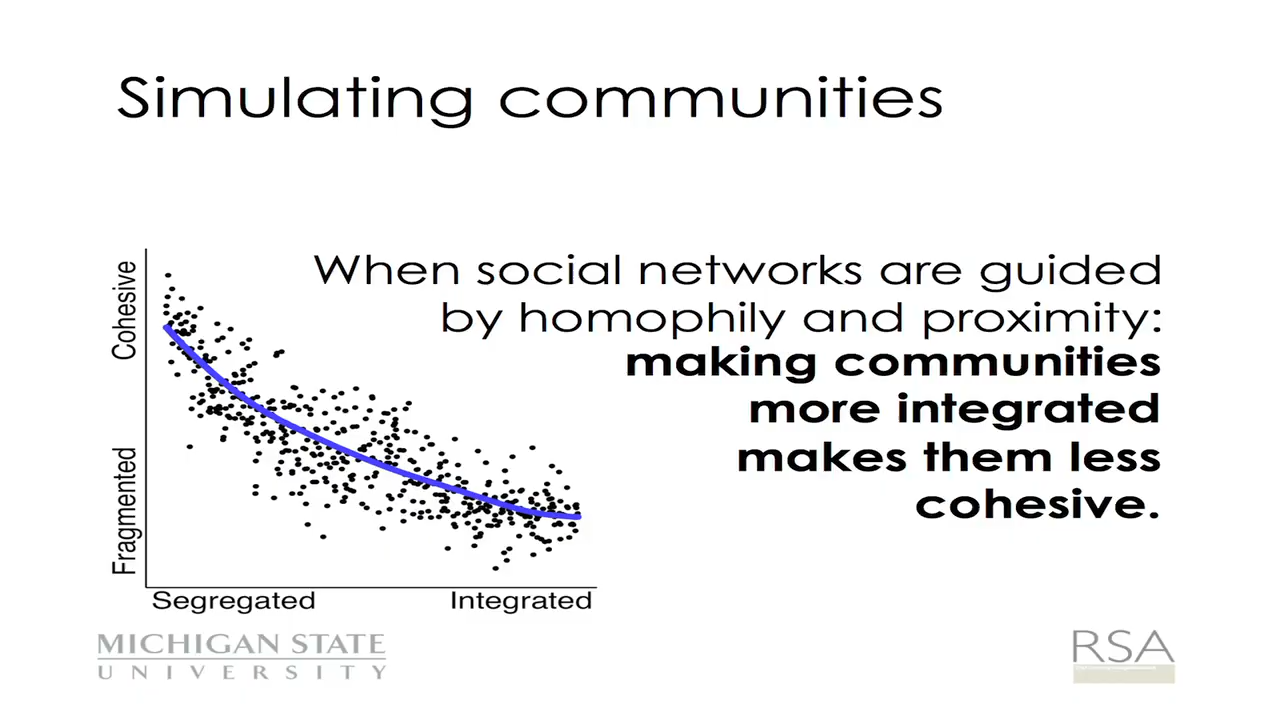 Simulating communities
When social networks are guided
by homophily and proximity:
making communities
more integrated
makes them less
cohesive.
Cohesive
Fragmented
Segregated
Integrated
MICHIGAN STATE
UNIVERSITY
RSA